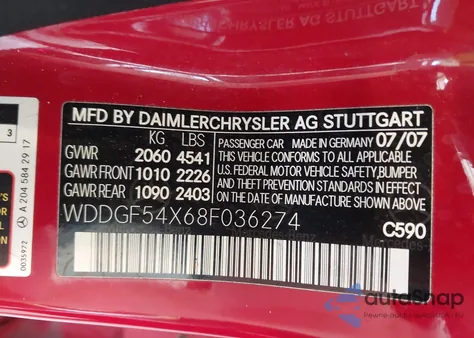 MFD BY DAIMLERCHRYSLER AG STUTTGART
KG LBS
GVWR 2060 4541
GAWR FRONT 1010 2226
GAWR REAR 1090 2403
PASSENGER CAR MADE IN GERMANY 07/07
THIS VEHICLE CONFORMS TO ALL APPLICABLE
U.S. FEDERAL MOTOR VEHICLE SAFETY,BUMPER
AND THEFT PREVENTION STANDARDS IN EFFECT
ON THE DATE OF MANUFACTURE SHOWN ABOVE
WDDGF54X68F036274
C590
3
A 204 584 29 17
0035972
autoSnap